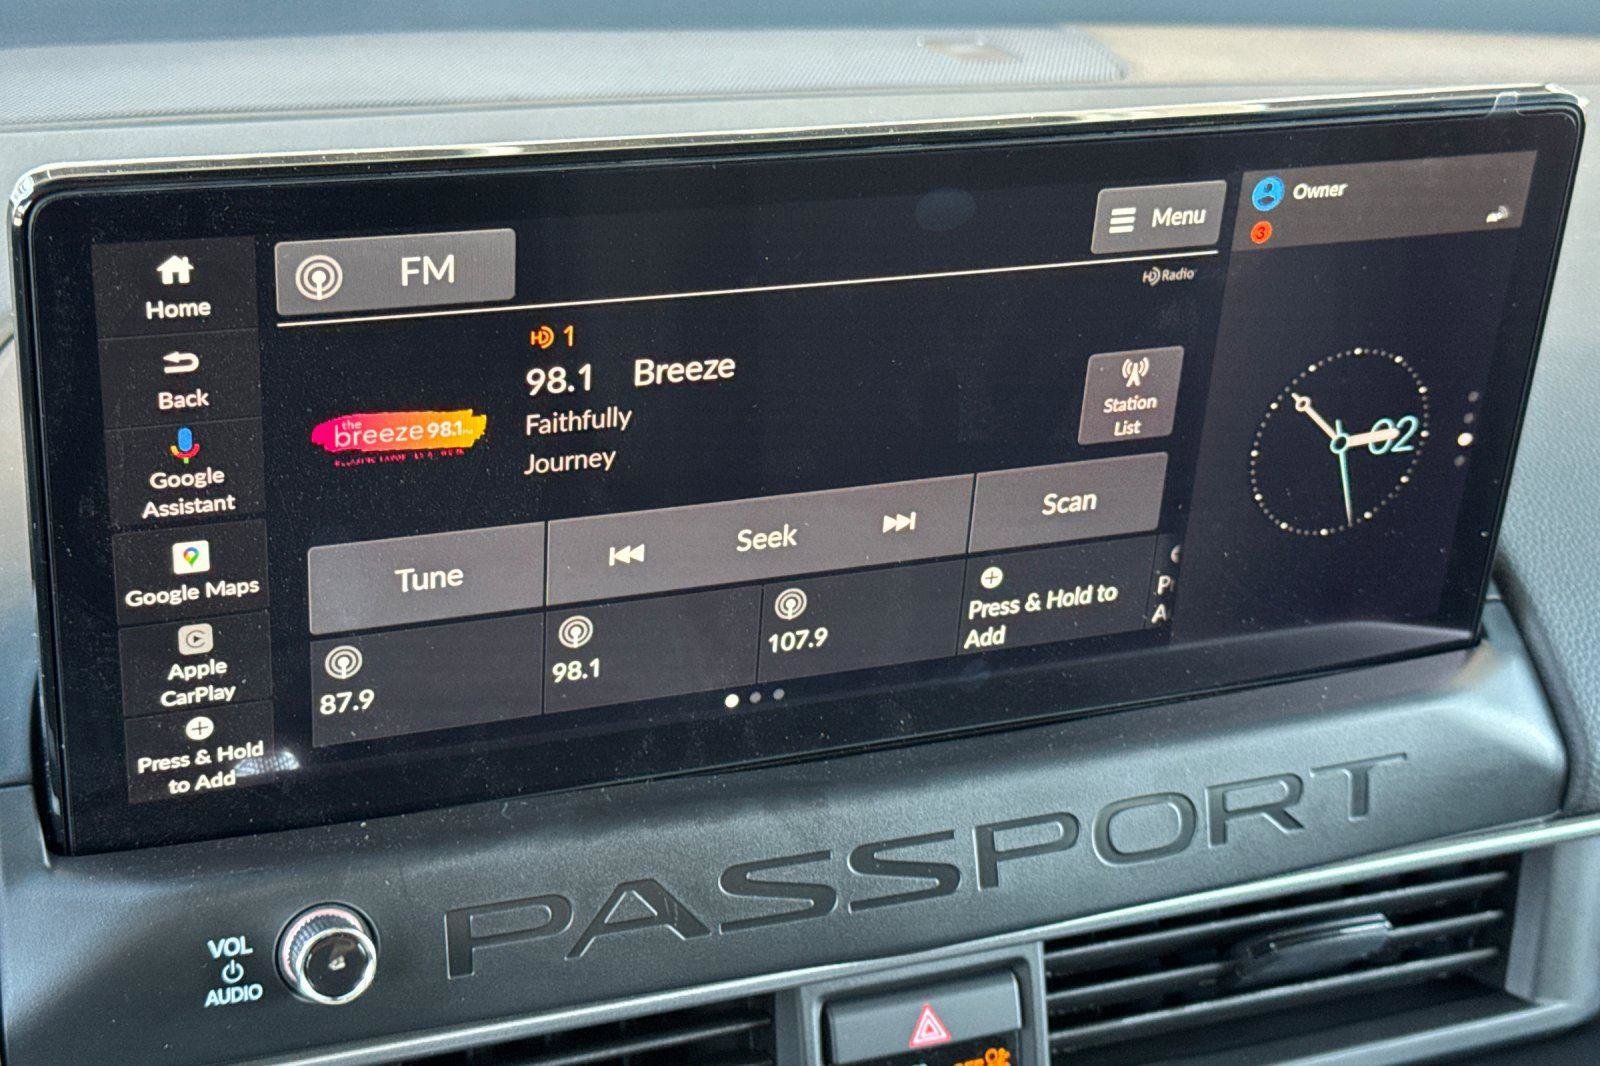 Home
Back
Google
Assistant
Google Maps
Apple
CarPlay
Press & Hold
to Add
FM
Menu
HD Radio
HD 1
98.1 Breeze
Faithfully
Journey
the
breeze 98.1
Station
List
Tune
Seek
Scan
87.9
98.1
107.9
Press & Hold to
Add
Owner
3
02
PASSPORT
VOL
AUDIO